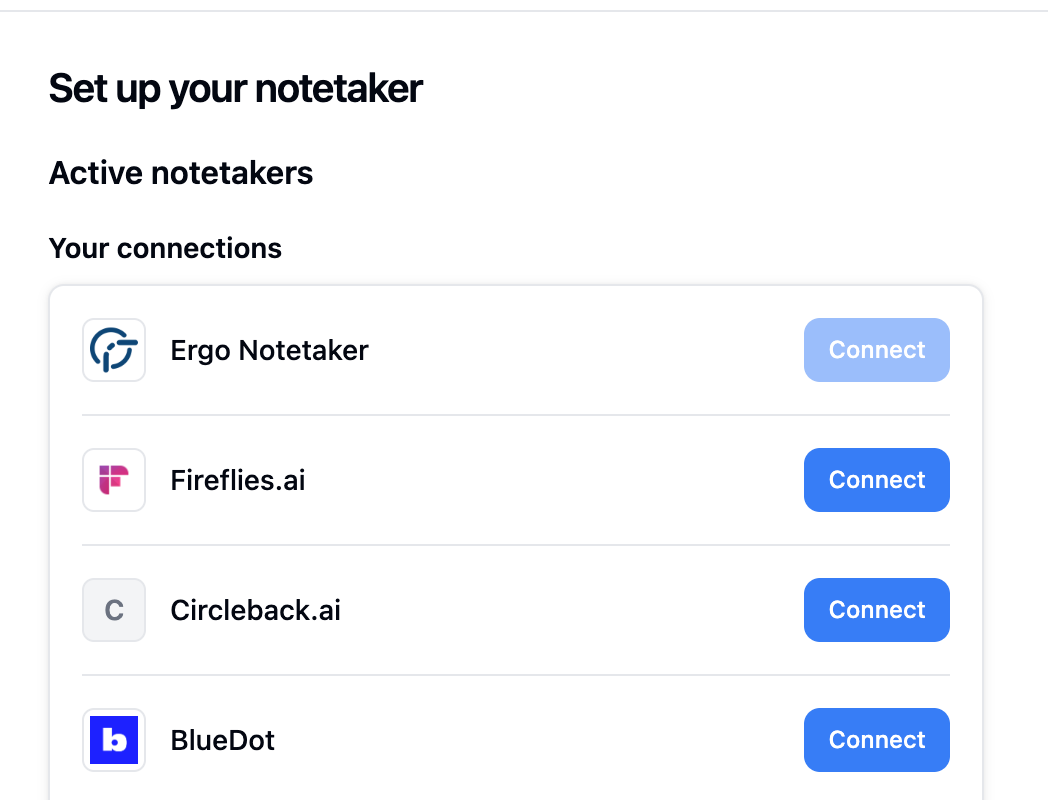 Set up your notetaker
Active notetakers
Your connections
Ergo Notetaker Connect
Fireflies.ai Connect
C Circleback.ai Connect
b BlueDot Connect